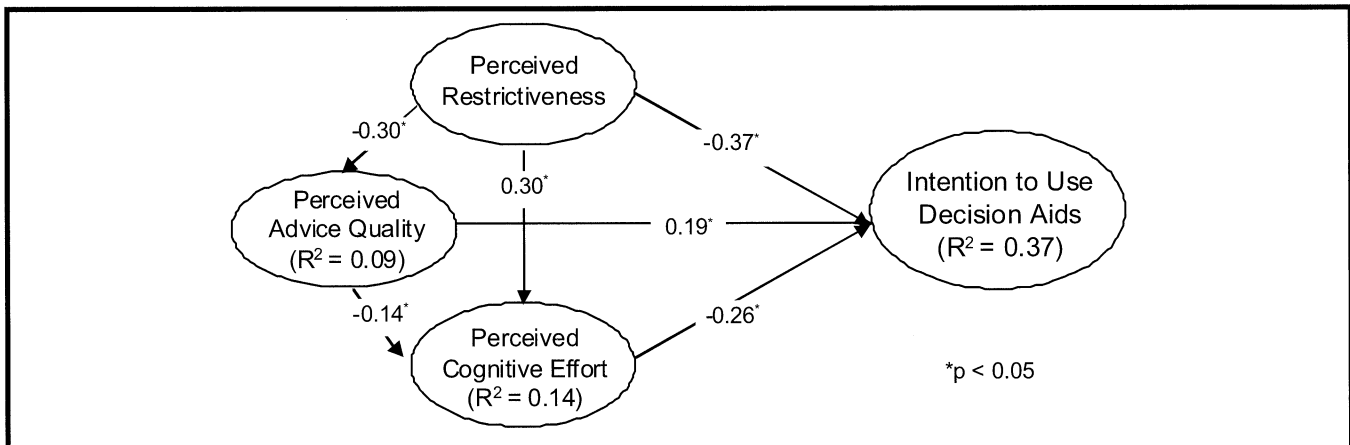 Perceived
Restrictiveness
-0.30*
-0.37*
0.30*
Perceived
Advice Quality
(R² = 0.09)
0.19*
Intention to Use
Decision Aids
(R² = 0.37)
-0.14*
-0.26*
Perceived
Cognitive Effort
(R² = 0.14)
*p < 0.05